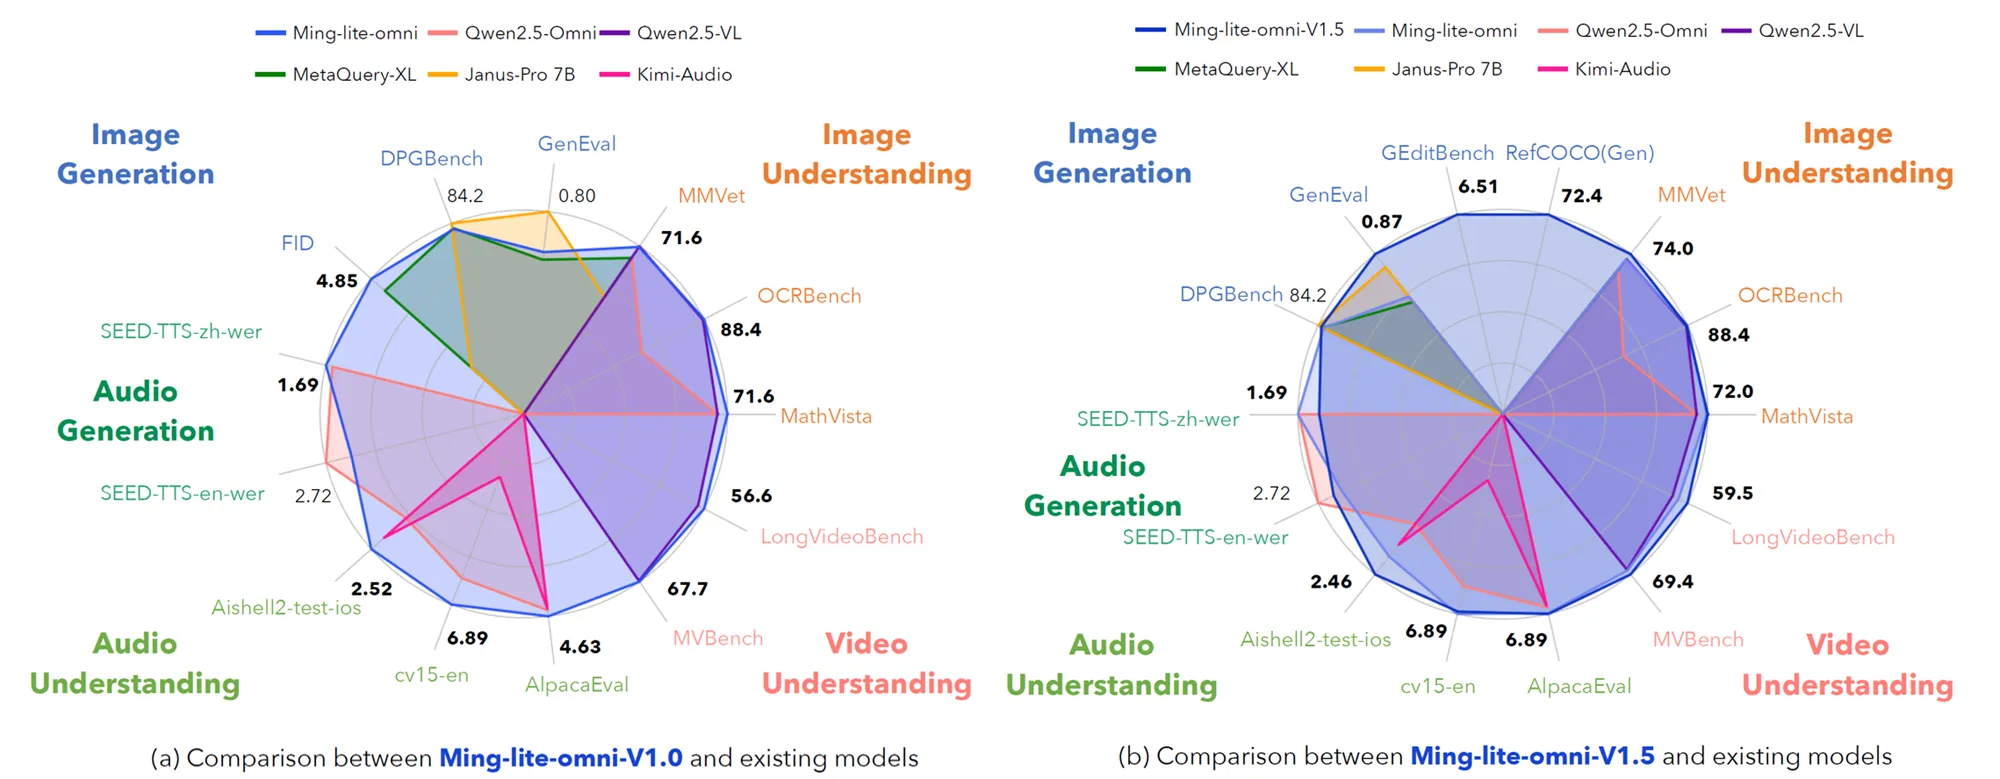 Ming-lite-omni Qwen2.5-Omni Qwen2.5-VL
MetaQuery-XL Janus-Pro 7B Kimi-Audio
Image
Generation
Image
Understanding
GenEval
DPGBench
0.80
84.2
MMVet
71.6
FID
4.85
OCRBench
88.4
SEED-TTS-zh-wer
1.69
Audio
Generation
71.6
MathVista
SEED-TTS-en-wer
2.72
56.6
LongVideoBench
2.52
Aishell2-test-ios
67.7
MVBench
6.89
cv15-en
4.63
AlpacaEval
Audio
Understanding
Video
Understanding
(a) Comparison between Ming-lite-omni-V1.0 and existing models
Ming-lite-omni-V1.5 Ming-lite-omni Qwen2.5-Omni Qwen2.5-VL
MetaQuery-XL Janus-Pro 7B Kimi-Audio
Image
Generation
Image
Understanding
GEditBench RefCOCO(Gen)
6.51
72.4
GenEval
0.87
MMVet
74.0
DPGBench 84.2
OCRBench
88.4
1.69
SEED-TTS-zh-wer
72.0
MathVista
Audio
Generation
2.72
SEED-TTS-en-wer
59.5
LongVideoBench
2.46
Aishell2-test-ios
69.4
MVBench
6.89
cv15-en
6.89
AlpacaEval
Audio
Understanding
Video
Understanding
(b) Comparison between Ming-lite-omni-V1.5 and existing models